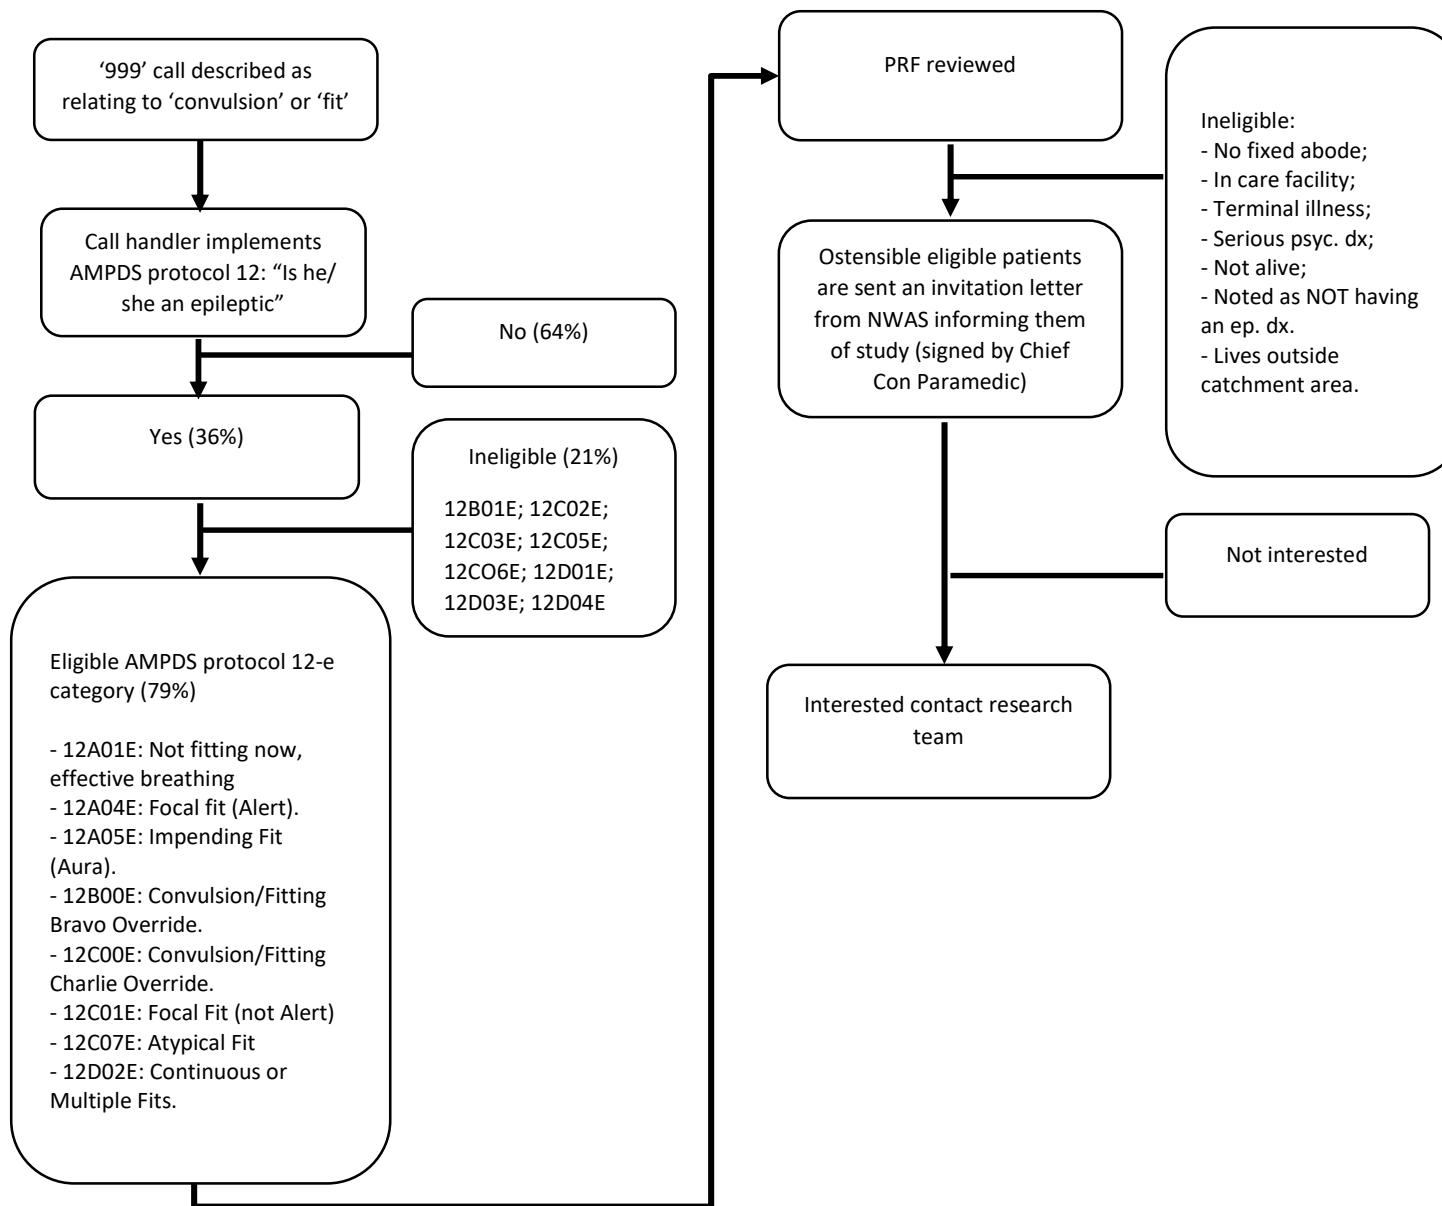 ‘999’ call described as
relating to ‘convulsion’ or ‘fit’
Call handler implements
AMPDS protocol 12: “Is he/
she an epileptic”
No (64%)
Yes (36%)
Ineligible (21%)
12B01E; 12C02E;
12C03E; 12C05E;
12CO6E; 12D01E;
12D03E; 12D04E
Eligible AMPDS protocol 12-e
category (79%)
- 12A01E: Not fitting now,
effective breathing
- 12A04E: Focal fit (Alert).
- 12A05E: Impending Fit
(Aura).
- 12B00E: Convulsion/Fitting
Bravo Override.
- 12C00E: Convulsion/Fitting
Charlie Override.
- 12C01E: Focal Fit (not Alert)
- 12C07E: Atypical Fit
- 12D02E: Continuous or
Multiple Fits.
PRF reviewed
Ineligible:
- No fixed abode;
- In care facility;
- Terminal illness;
- Serious psyc. dx;
- Not alive;
- Noted as NOT having
an ep. dx.
- Lives outside
catchment area.
Ostensible eligible patients
are sent an invitation letter
from NWAS informing them
of study (signed by Chief
Con Paramedic)
Not interested
Interested contact research
team